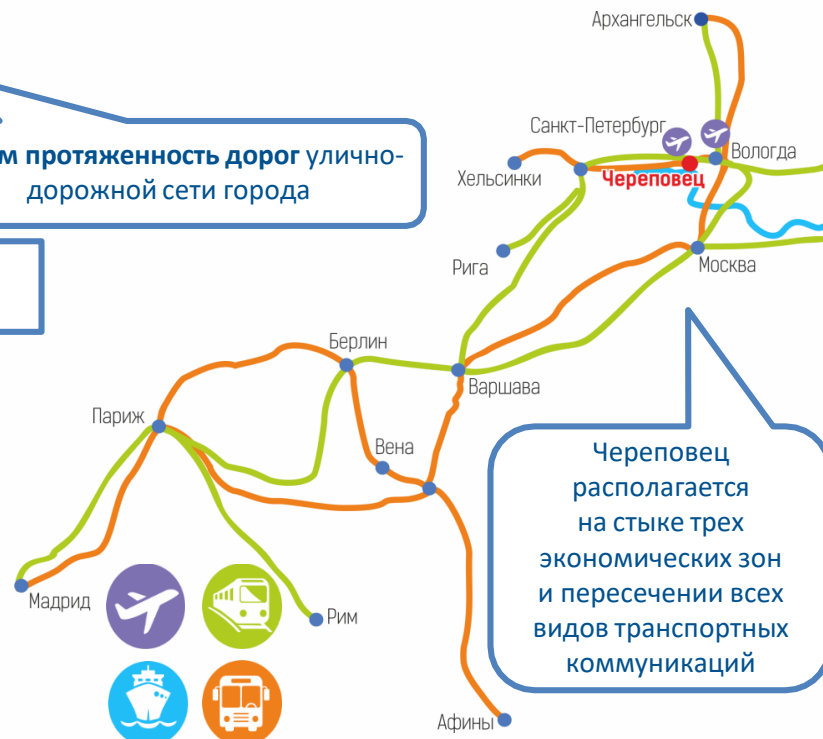 Архангельск
Санкт-Петербург
Вологда
Хельсинки
Череповец
м протяженность дорог улично-
дорожной сети города
Рига
Москва
Берлин
Варшава
Париж
Вена
Череповец
располагается
на стыке трех
экономических зон
и пересечении всех
видов транспортных
коммуникаций
Мадрид
Рим
Афины